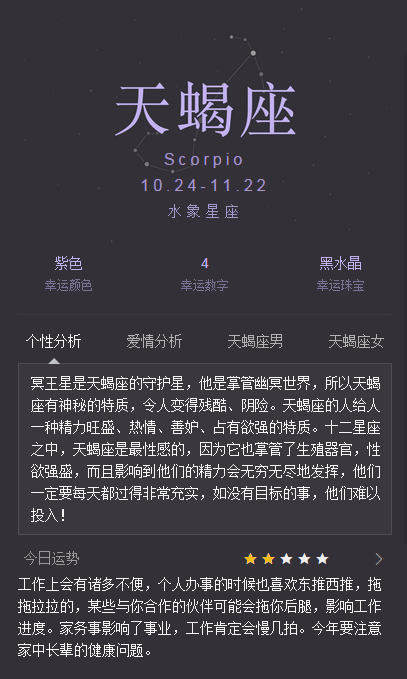 天蝎座
Scorpio
10.24-11.22
水象星座
紫色 4 黑水晶
幸运颜色 幸运数字 幸运珠宝
个性分析 爱情分析 天蝎座男 天蝎座女
冥王星是天蝎座的守护星，他是掌管幽冥世界，所以天蝎
座有神秘的特质，令人变得残酷、阴险。天蝎座的人给人
一种精力旺盛、热情、善妒、占有欲强的特质。十二星座
之中，天蝎座是最性感的，因为它也掌管了生殖器官，性
欲强盛，而且影响到他们的精力会无穷无尽地发挥，他们
一定要每天都过得非常充实，如没有目标的事，他们难以
投入！
今日运势
工作上会有诸多不便，个人办事的时候也喜欢东推西推，拖
拖拉拉的，某些与你合作的伙伴可能会拖你后腿，影响工作
进度。家务事影响了事业，工作肯定会慢几拍。今年要注意
家中长辈的健康问题。